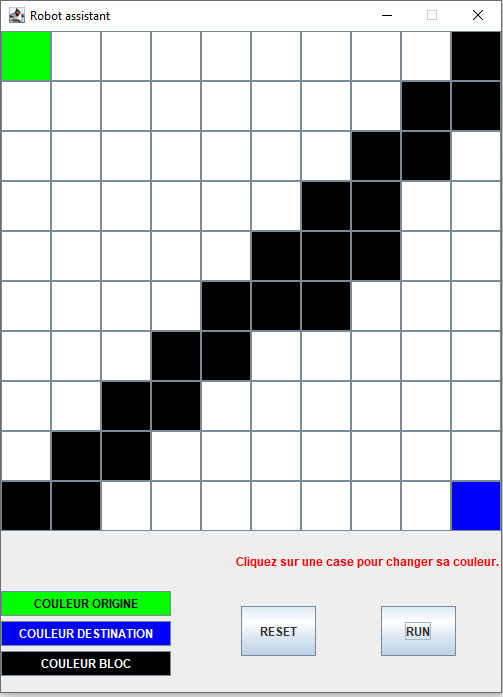 Robot assistant
Cliquez sur une case pour changer sa couleur.
COULEUR ORIGINE
COULEUR DESTINATION
COULEUR BLOC
RESET
RUN